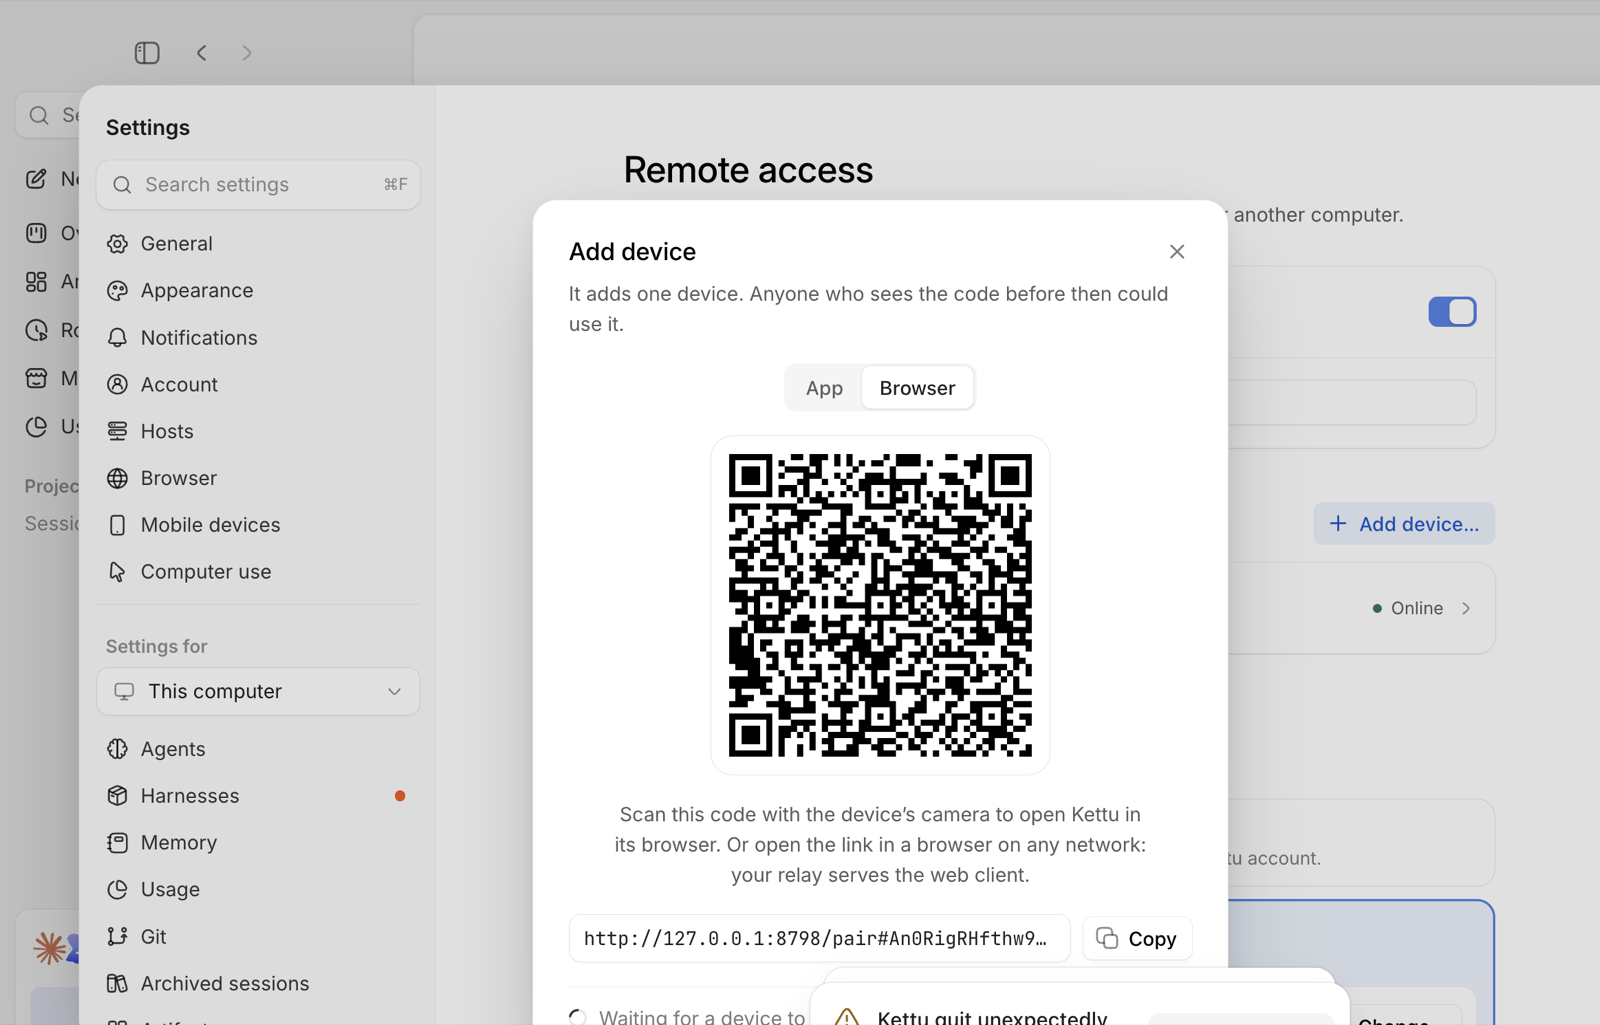 Settings
Search settings ⌘F
General
Appearance
Notifications
Account
Hosts
Browser
Mobile devices
Computer use
Settings for
This computer
Agents
Harnesses
Memory
Usage
Git
Archived sessions
Remote access
another computer.
Add device
It adds one device. Anyone who sees the code before then could
use it.
App
Browser
Scan this code with the device’s camera to open Kettu in
its browser. Or open the link in a browser on any network:
your relay serves the web client.
http://127.0.0.1:8798/pair#An0RigRHfthw9…
Copy
Waiting for a device to
Add device...
Online
account.
Kettu quit unexpectedly
Change